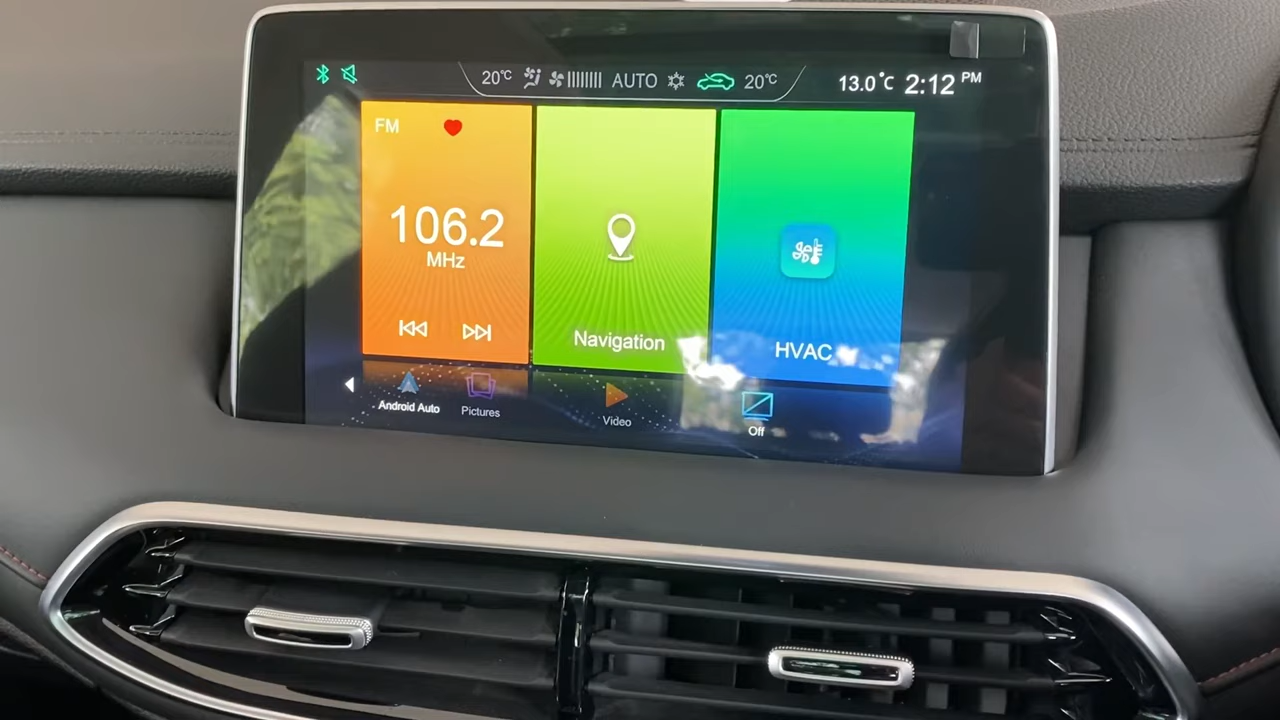 20°C AUTO 20°C
13.0°C 2:12 PM
FM
106.2
MHz
Navigation
HVAC
Android Auto
Pictures
Video
Off